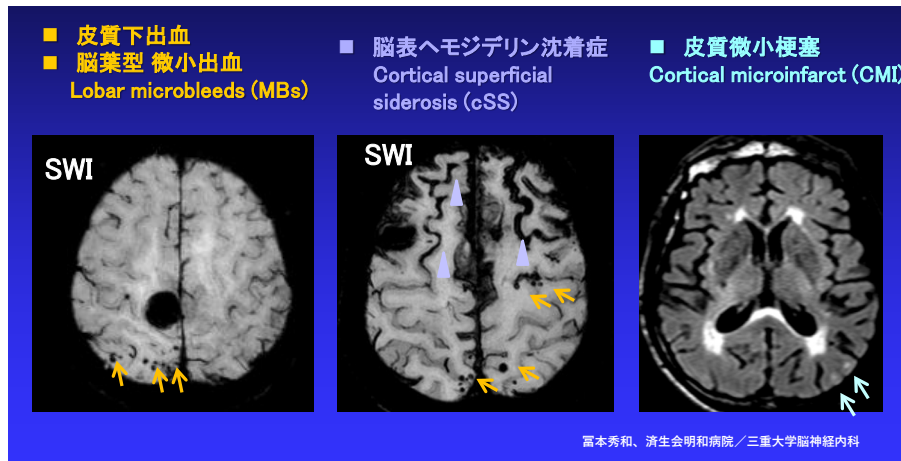 ■ 皮質下出血
■ 脳葉型 微小出血
Lobar microbleeds (MBs)
■ 脳表ヘモジデリン沈着症
Cortical superficial
siderosis (cSS)
■ 皮質微小梗塞
Cortical microinfarct (CMI)
SWI
SWI
冨本秀和、済生会明和病院／三重大学脳神経内科